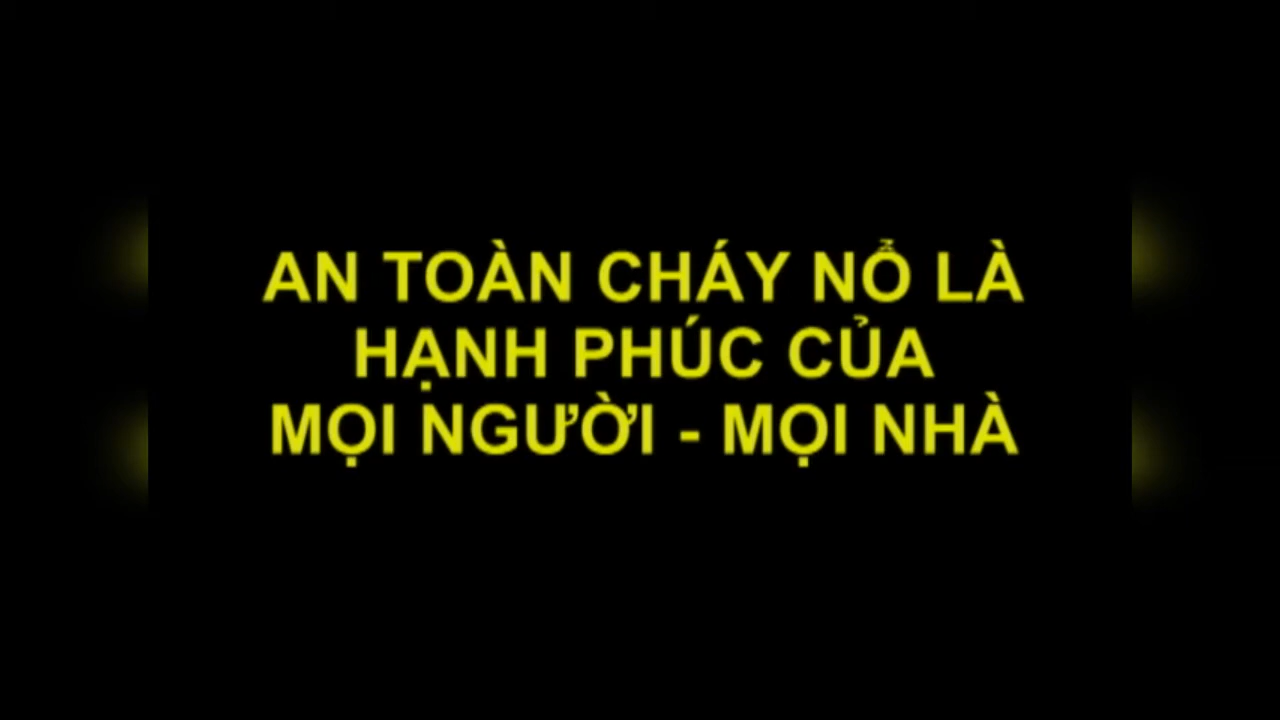 AN TOÀN CHÁY NỔ LÀ
HẠNH PHÚC CỦA
MỌI NGƯỜI - MỌI NHÀ